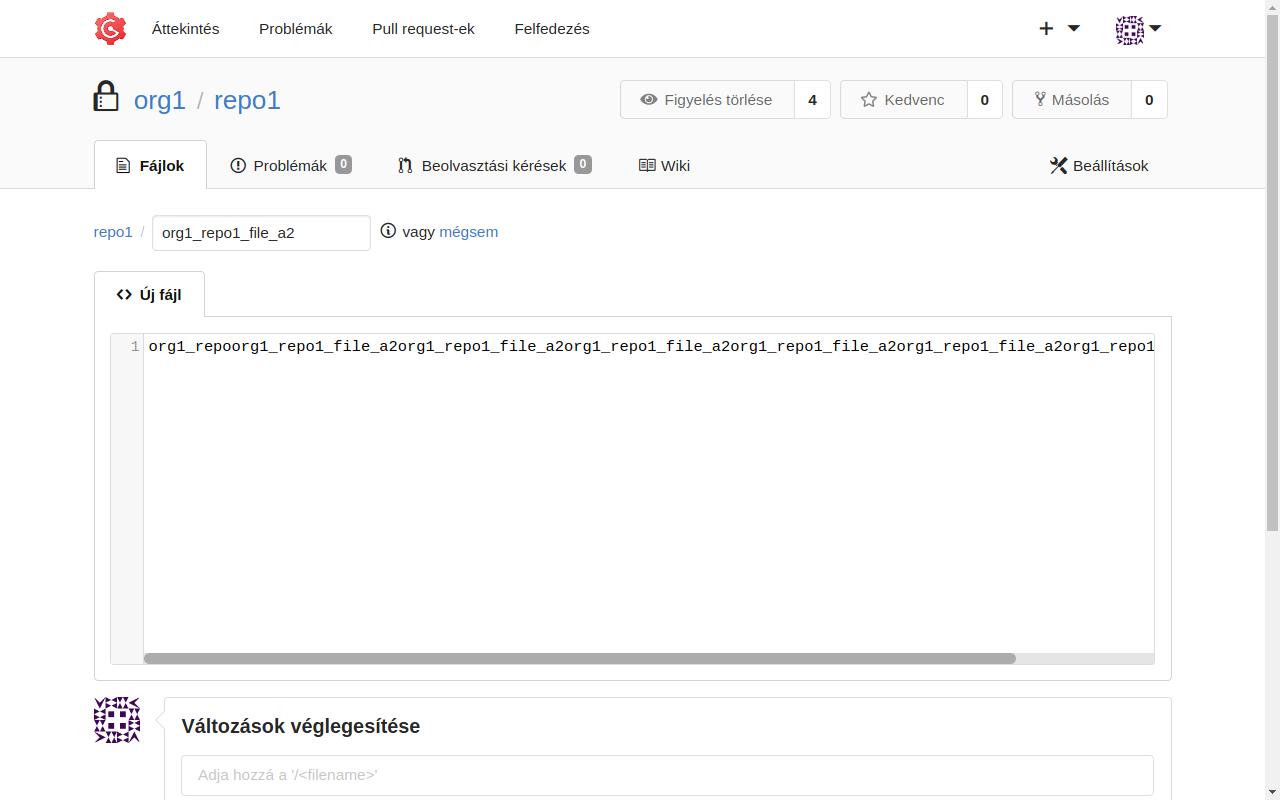 Áttekintés Problémák Pull request-ek Felfedezés
org1 / repo1 Figyelés törlése 4 Kedvenc 0 Másolás 0
Fájlok Problémák 0 Beolvasztási kérések 0 Wiki Beállítások
repo1 / org1_repo1_file_a2 vagy mégsem
Új fájl
1 org1_repoorg1_repo1_file_a2org1_repo1_file_a2org1_repo1_file_a2org1_repo1_file_a2org1_repo1_file_a2org1_repo1
Változások véglegesítése
Adja hozzá a '/<filename>'